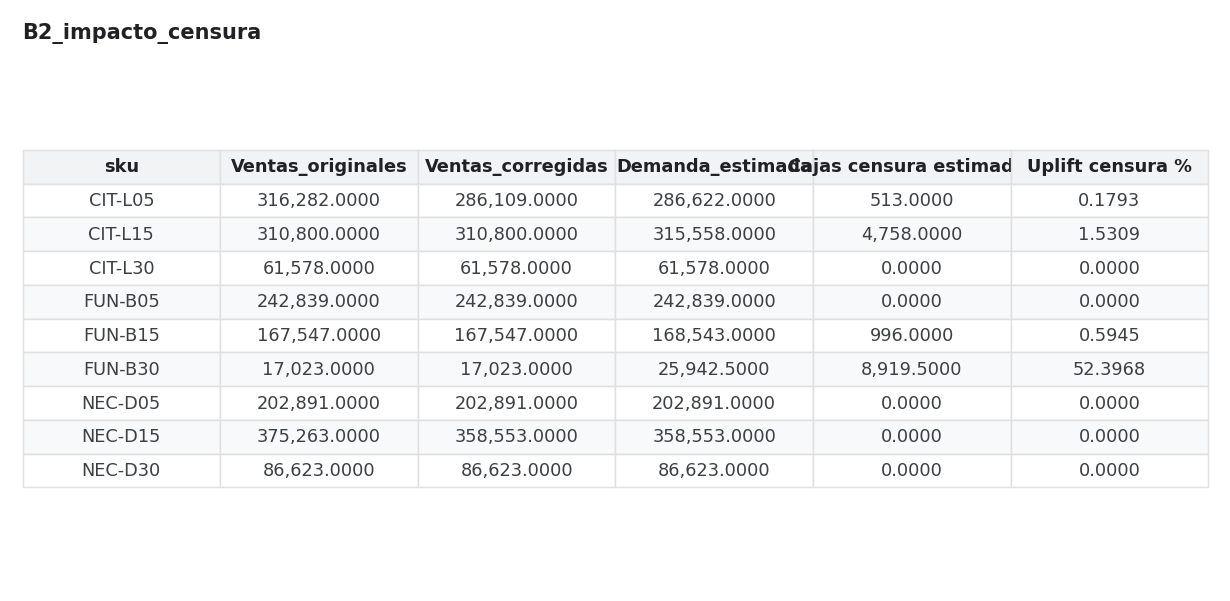 B2_impacto_censura
sku Ventas_originales Ventas_corregidas Demanda_estimada Cajas censura estimad Uplift censura %
CIT-L05 316,282.0000 286,109.0000 286,622.0000 513.0000 0.1793
CIT-L15 310,800.0000 310,800.0000 315,558.0000 4,758.0000 1.5309
CIT-L30 61,578.0000 61,578.0000 61,578.0000 0.0000 0.0000
FUN-B05 242,839.0000 242,839.0000 242,839.0000 0.0000 0.0000
FUN-B15 167,547.0000 167,547.0000 168,543.0000 996.0000 0.5945
FUN-B30 17,023.0000 17,023.0000 25,942.5000 8,919.5000 52.3968
NEC-D05 202,891.0000 202,891.0000 202,891.0000 0.0000 0.0000
NEC-D15 375,263.0000 358,553.0000 358,553.0000 0.0000 0.0000
NEC-D30 86,623.0000 86,623.0000 86,623.0000 0.0000 0.0000